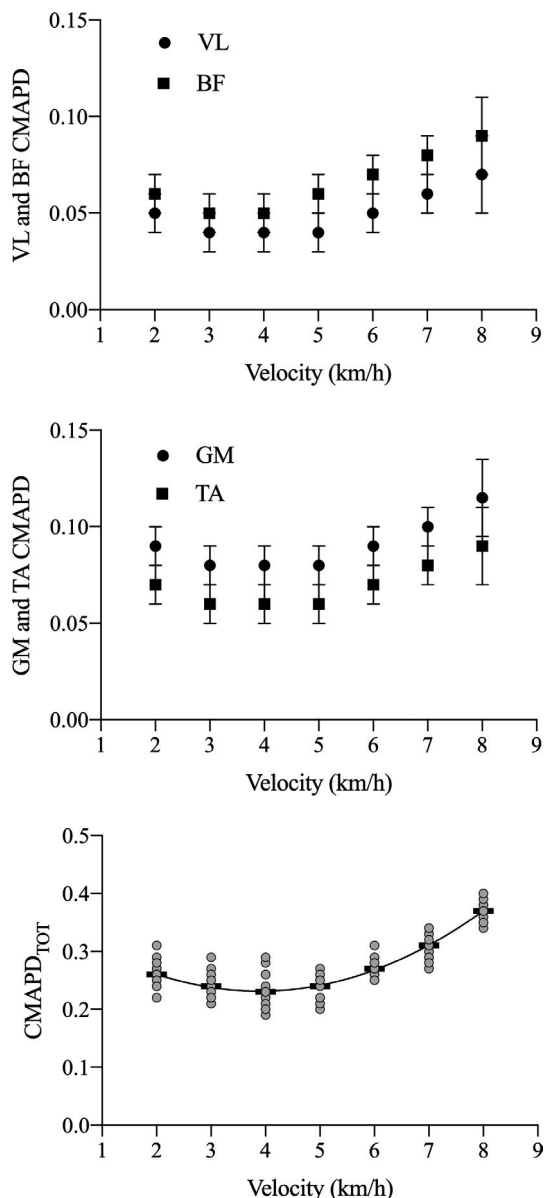 0.15
VL
BF
0.10
0.05
0.00
VL and BF CMAPD
1 2 3 4 5 6 7 8 9
Velocity (km/h)
0.15
GM
TA
0.10
0.05
0.00
GM and TA CMAPD
1 2 3 4 5 6 7 8 9
Velocity (km/h)
0.5
0.4
0.3
0.2
0.1
0.0
CMAPD_TOT
1 2 3 4 5 6 7 8 9
Velocity (km/h)